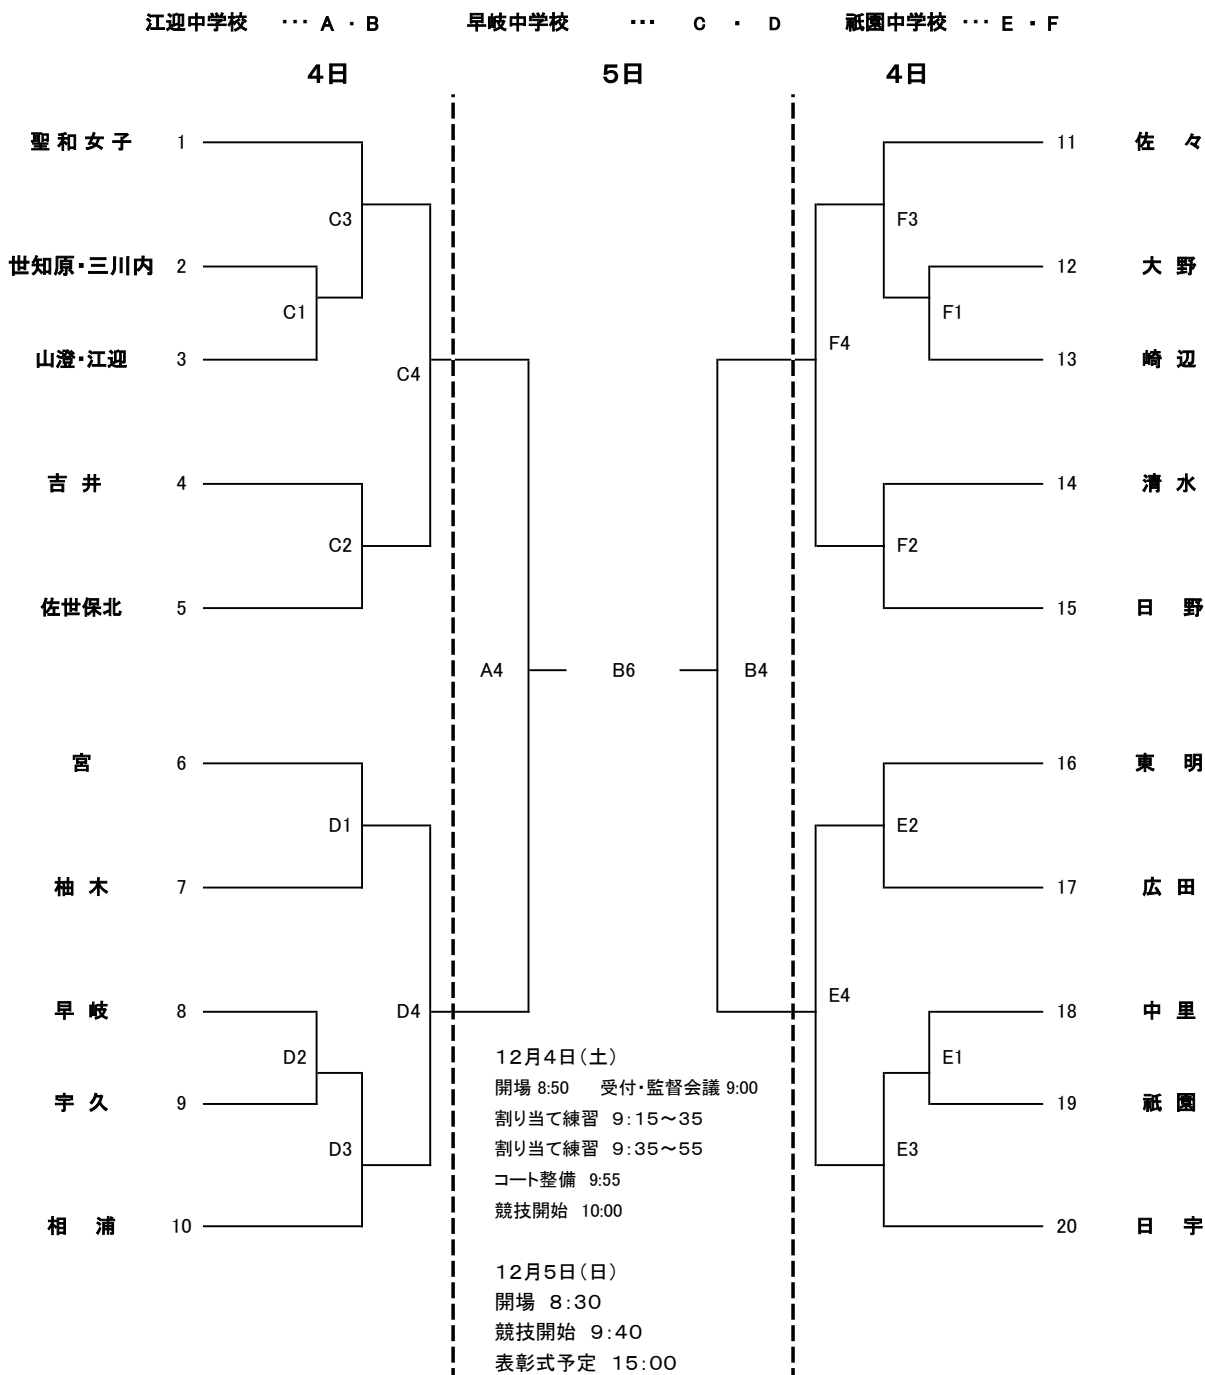 江迎中学校 ･･･ A ・ B 早岐中学校 ･･･ C ・ D 祇園中学校 ･･･ E ・ F
4日 5日 4日
聖和女子 1 11 佐々
C3 F3
世知原・三川内 2 12 大野
C1 F1
F4
山澄・江迎 3 13 崎辺
C4
吉井 4 14 清水
C2 F2
佐世保北 5 15 日野
A4 B6 B4
宮 6 16 東明
D1 E2
柚木 7 17 広田
E4
早岐 8 D4 18 中里
D2 E1
宇久 9 19 祇園
D3 E3
相浦 10 20 日宇
12月4日(土)
開場 8:50 受付・監督会議 9:00
割り当て練習 9:15～35
割り当て練習 9:35～55
コート整備 9:55
競技開始 10:00
12月5日(日)
開場 8:30
競技開始 9:40
表彰式予定 15:00